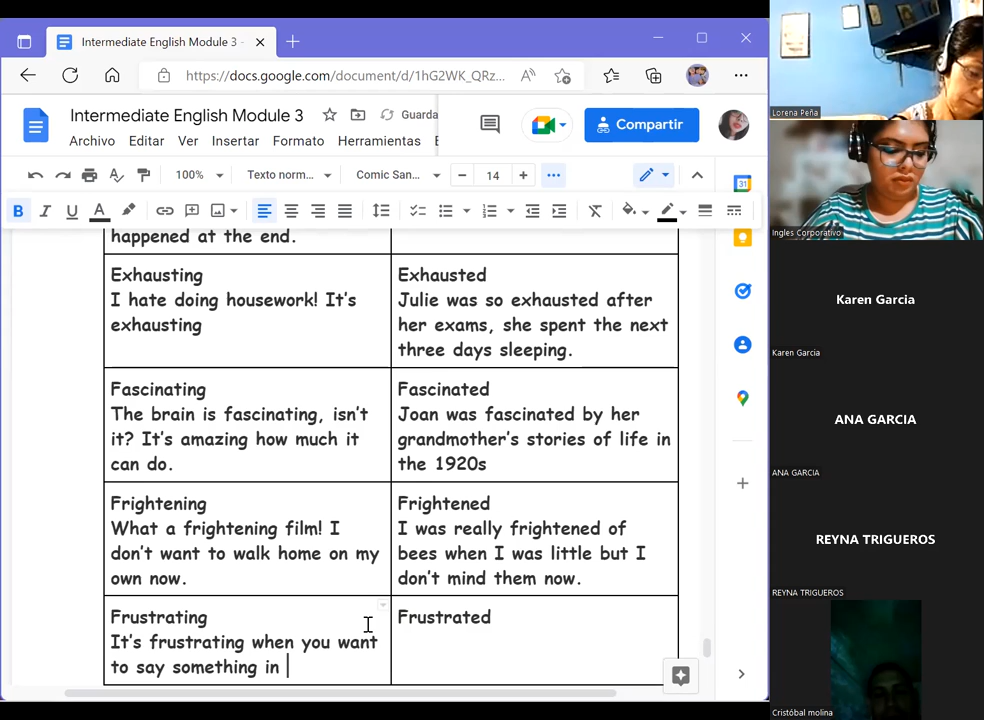 Intermediate English Module 3 -
https://docs.google.com/document/d/1hG2WK_QRz...
Intermediate English Module 3
Guarda
Archivo Editar Ver Insertar Formato Herramientas E
Compartir
100% Texto norm... Comic San... 14
B I U A
31
happened at the end.
Exhausting
I hate doing housework! It's
exhausting
Exhausted
Julie was so exhausted after
her exams, she spent the next
three days sleeping.
Fascinating
The brain is fascinating, isn't
it? It's amazing how much it
can do.
Fascinated
Joan was fascinated by her
grandmother's stories of life in
the 1920s
Frightening
What a frightening film! I
don't want to walk home on my
own now.
Frightened
I was really frightened of
bees when I was little but I
don't mind them now.
Frustrating
It's frustrating when you want
to say something in
Frustrated
Lorena Peña
Ingles Corporativo
Karen Garcia
Karen Garcia
ANA GARCIA
ANA GARCIA
REYNA TRIGUEROS
REYNA TRIGUEROS
Cristóbal molina